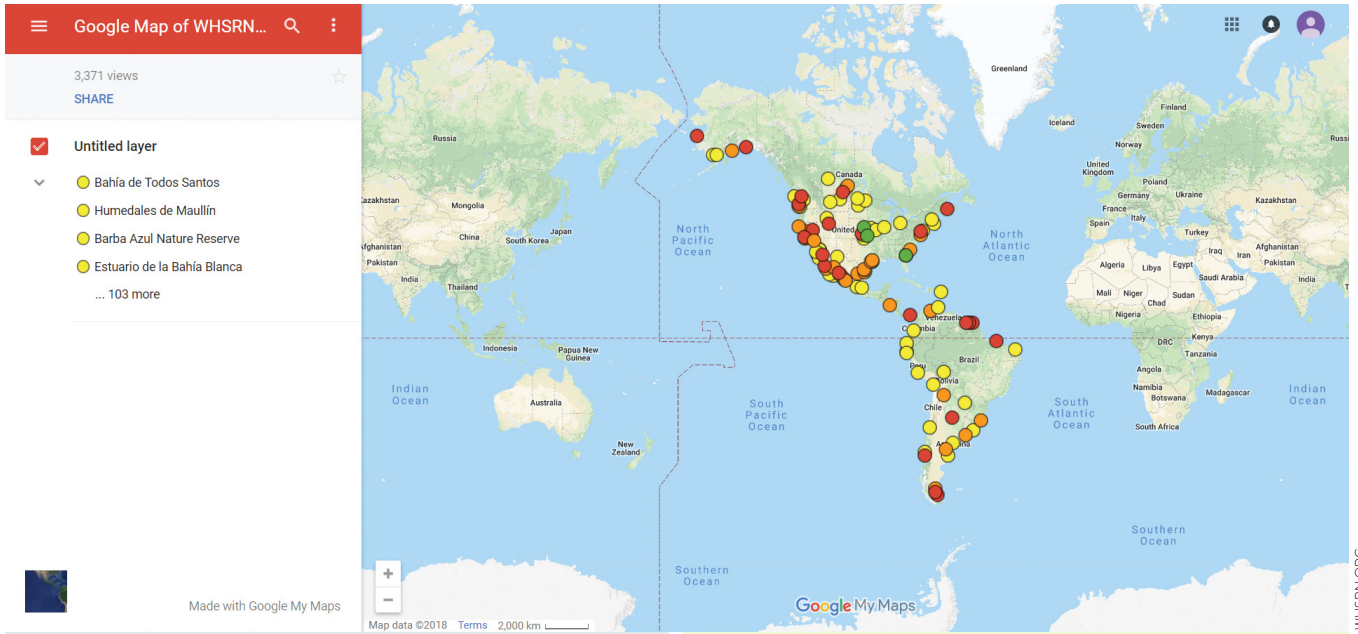 Google Map of WHSRN...
3,371 views
SHARE
Untitled layer
Bahía de Todos Santos
Humedales de Maullín
Barba Azul Nature Reserve
Estuario de la Bahía Blanca
... 103 more
Made with Google My Maps
Greenland
Iceland
Finland
Sweden
Norway
Russia
United
Kingdom
Poland
Germany
Ukraine
France
Italy
Spain
Turkey
Kazakhstan
Mongolia
China
South Korea
Japan
Afghanistan
Pakistan
India
Thailand
Indonesia
Papua New
Guinea
Australia
New
Zealand
Indian
Ocean
North
Pacific
Ocean
South
Pacific
Ocean
Southern
Ocean
Canada
United
North
Atlantic
Ocean
Venezuela
Brazil
Chile
South
Atlantic
Ocean
Algeria
Libya
Egypt
Iraq
Iran
Afghanistan
Pakistan
Saudi Arabia
India
Mali
Niger
Chad
Sudan
Nigeria
Ethiopia
DRC
Kenya
Tanzania
Angola
Namibia
Botswana
Madagascar
South Africa
Kazakhstan
Indian
Ocean
Southern
Ocean
Google My Maps
Map data ©2018 Terms 2,000 km
WHSRN.ORG